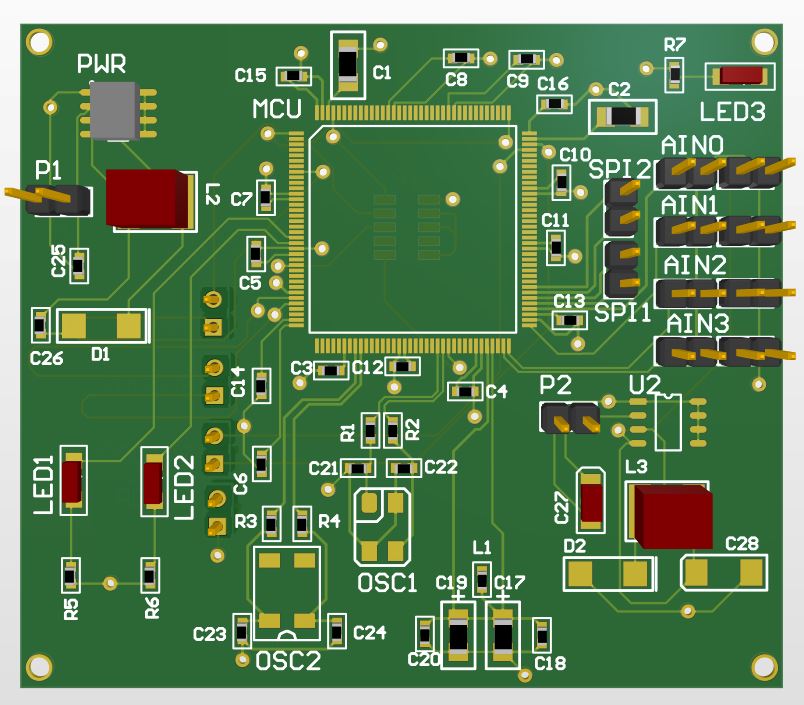 R7
C15
C1
C8
C9
PWR
C16
C2
LED3
MCU
AIN0
P1
C10
SPI2
L2
C7
AIN1
C11
C25
C5
AIN2
C13
SPI1
AIN3
C26
D1
C3
C12
C14
C4
P2
U2
R1
R2
C6
C21
C22
L3
LED1
LED2
C27
R3
R4
L1
D2
C28
OSC1
C19
C17
+
+
R5
R6
C23
C24
OSC2
C20
C18